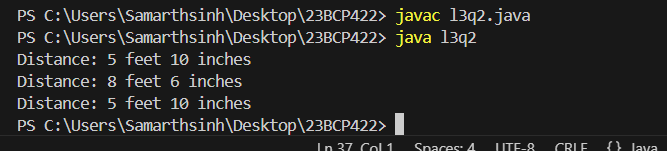 PS C:\Users\Samarthsinh\Desktop\23BCP422> javac l3q2.java
PS C:\Users\Samarthsinh\Desktop\23BCP422> java l3q2
Distance: 5 feet 10 inches
Distance: 8 feet 6 inches
Distance: 5 feet 10 inches
PS C:\Users\Samarthsinh\Desktop\23BCP422>
Ln 37, Col 1 Spaces: 4 UTF-8 CRLF {} Java